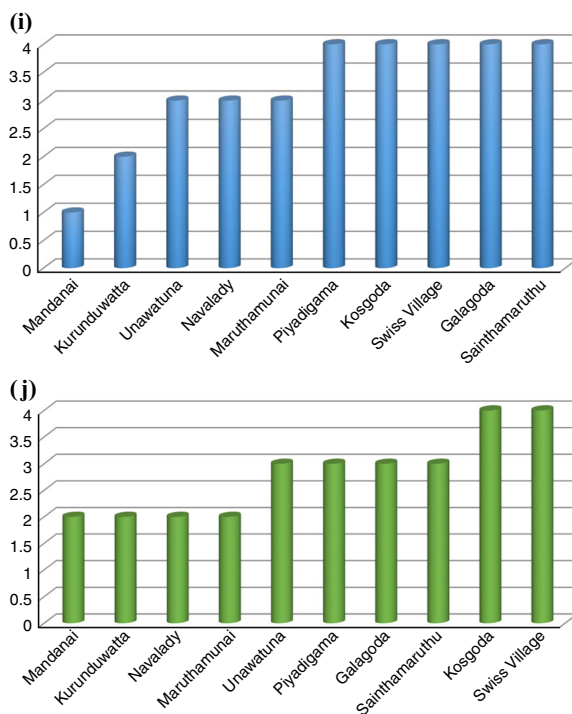 (i)
4
3.5
3
2.5
2
1.5
1
0.5
0
Mandanai
Kurunduwatta
Unawatuna
Navalady
Maruthamunai
Piyadigama
Kosgoda
Swiss Village
Galagoda
Sainthamaruthu
(j)
4
3.5
3
2.5
2
1.5
1
0.5
0
Mandanai
Kurunduwatta
Navalady
Maruthamunai
Unawatuna
Piyadigama
Galagoda
Sainthamaruthu
Kosgoda
Swiss Village